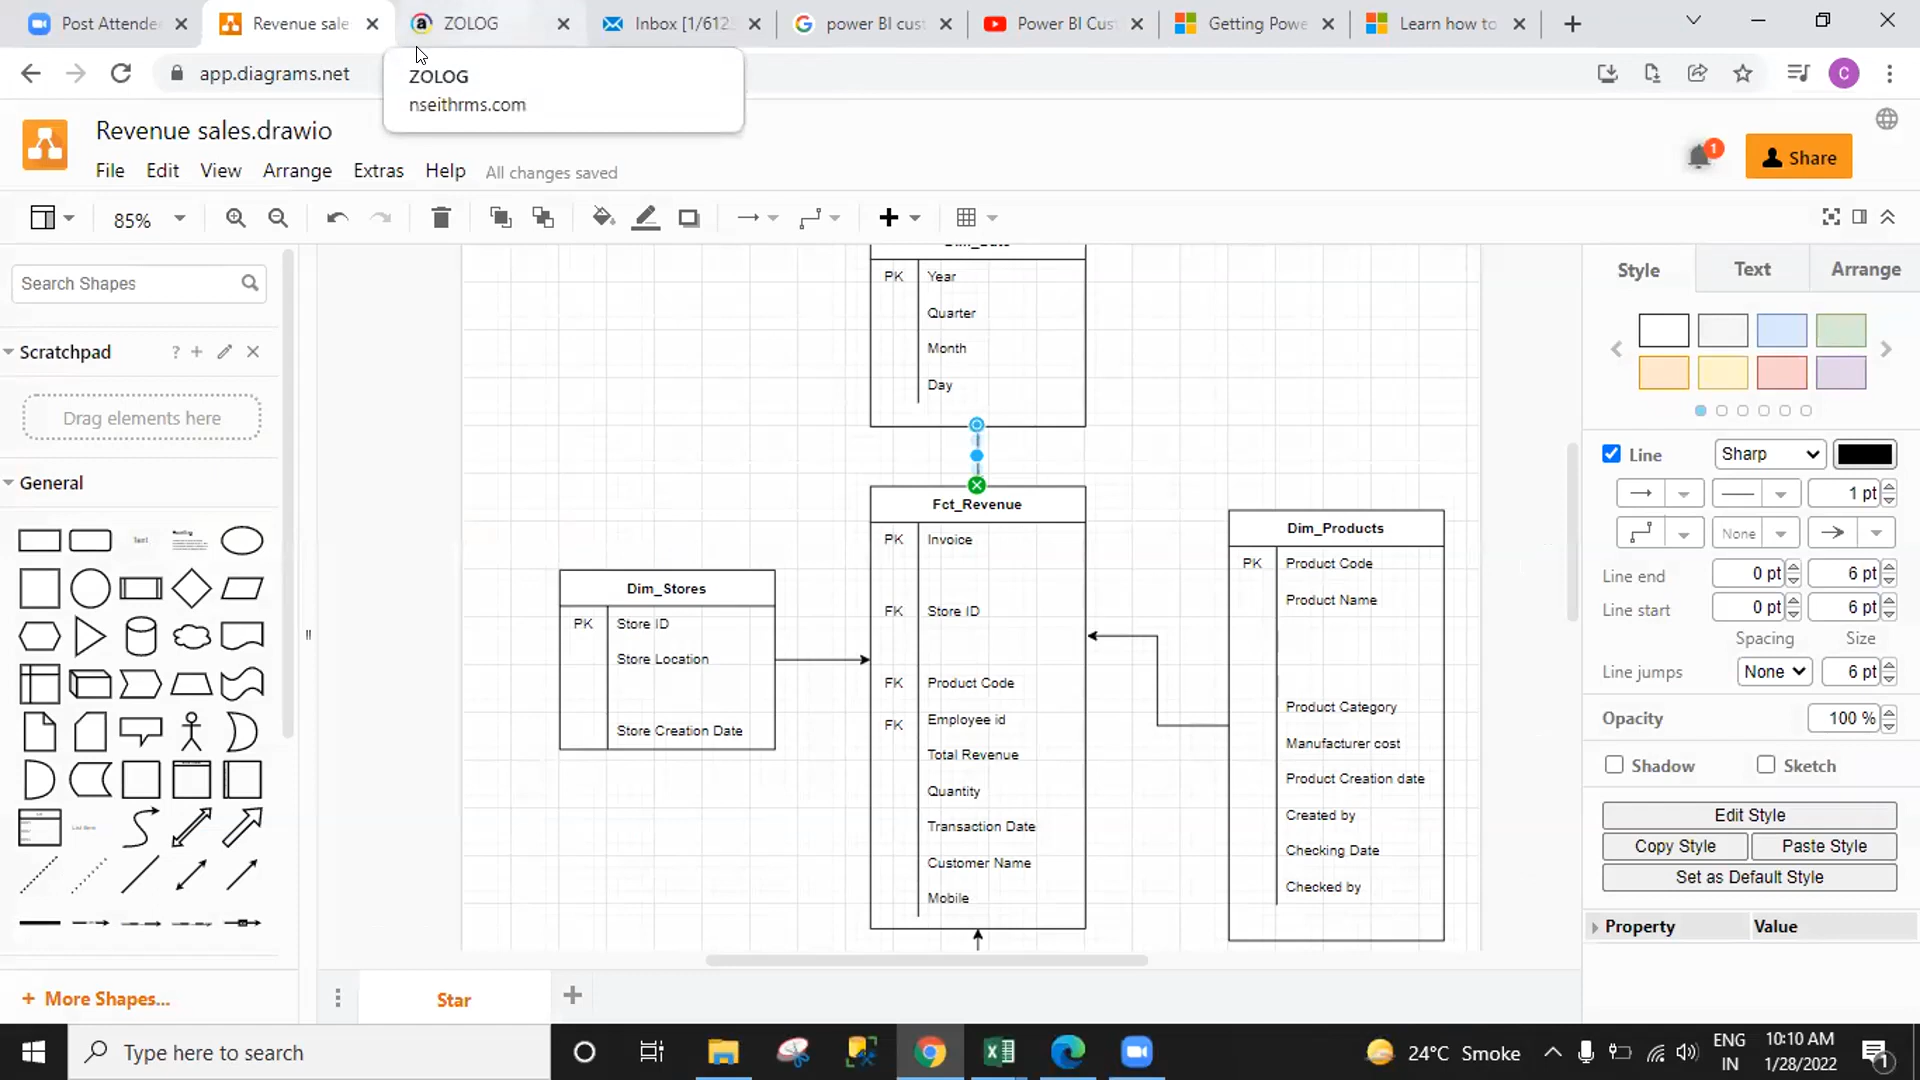 Post Attende
Revenue sale
ZOLOG
Inbox [1/612
power BI cust
Power BI Cus
Getting Powe
Learn how to
app.diagrams.net
C
ZOLOG
nseithrms.com
Revenue sales.drawio
File Edit View Arrange Extras Help All changes saved
1
Share
85%
Search Shapes
Scratchpad
?
Drag elements here
General
Text
Heading
List Item
+ More Shapes...
PK Year
Quarter
Month
Day
Fct_Revenue
PK Invoice
FK Store ID
FK Product Code
FK Employee id
Total Revenue
Quantity
Transaction Date
Customer Name
Mobile
Dim_Stores
PK Store ID
Store Location
Store Creation Date
Dim_Products
PK Product Code
Product Name
Product Category
Manufacturer cost
Product Creation date
Created by
Checking Date
Checked by
Star
Style Text Arrange
Line Sharp
1 pt
None
Line end 0 pt 6 pt
Line start 0 pt 6 pt
Spacing Size
Line jumps None 6 pt
Opacity 100 %
Shadow Sketch
Edit Style
Copy Style Paste Style
Set as Default Style
Property Value
Type here to search
24°C Smoke
ENG
IN
10:10 AM
1/28/2022
1